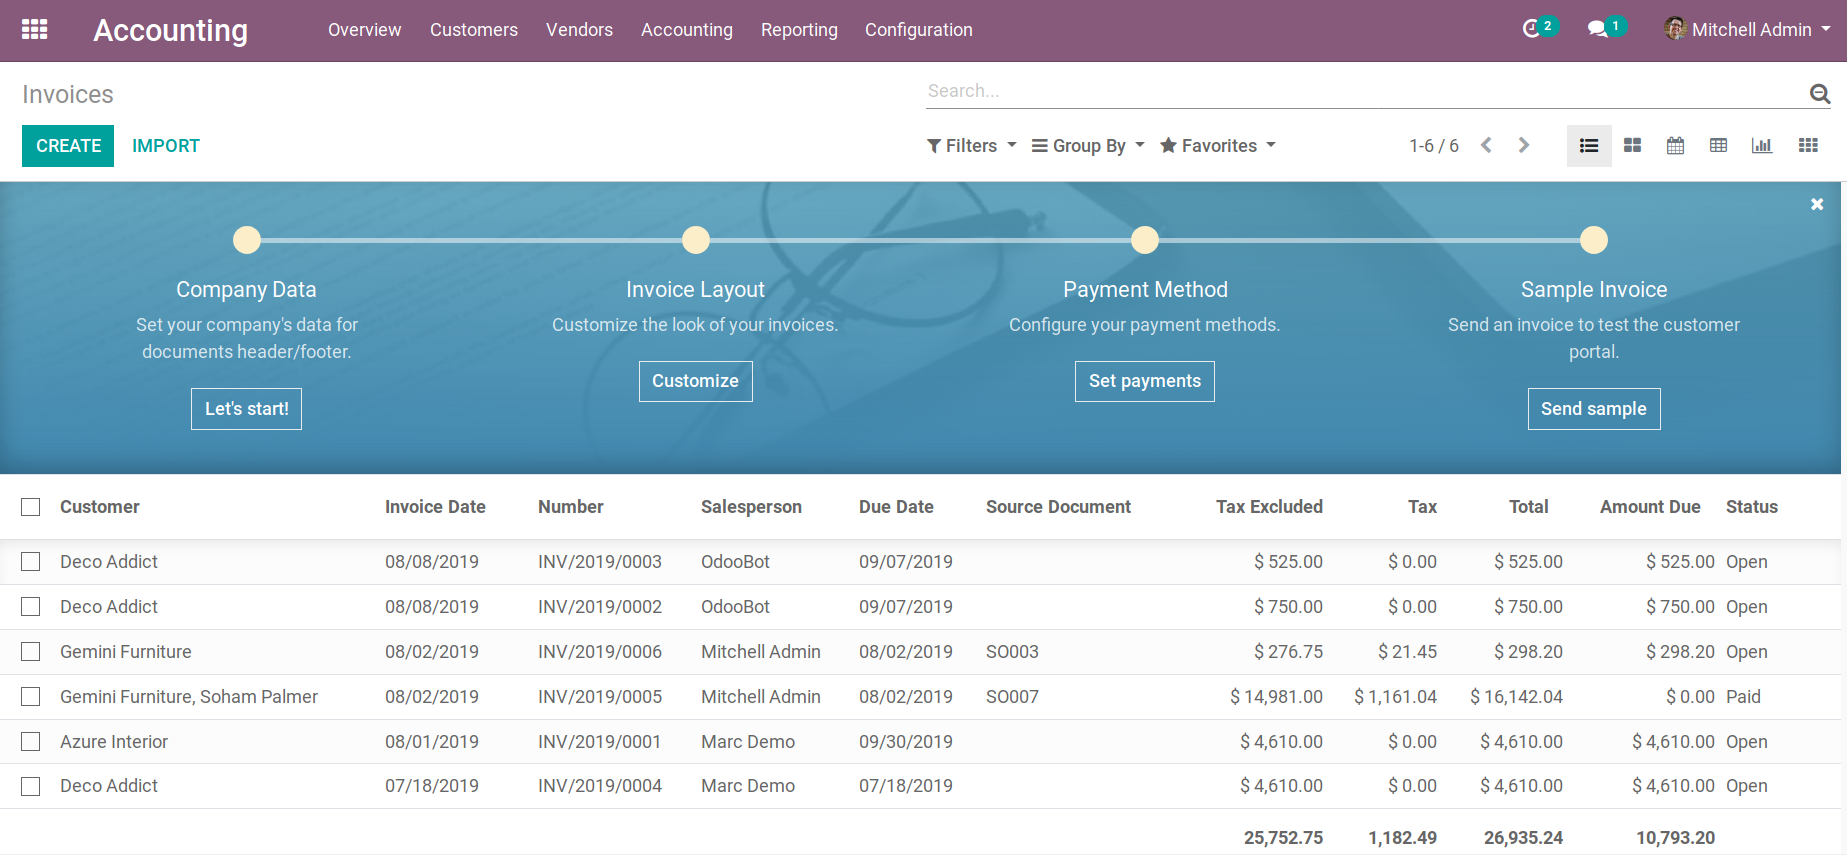 Accounting Overview Customers Vendors Accounting Reporting Configuration 2 1 Mitchell Admin
Invoices Search...
CREATE IMPORT Filters Group By Favorites 1-6 / 6
Company Data Invoice Layout Payment Method Sample Invoice
Set your company's data for Customize the look of your invoices. Configure your payment methods. Send an invoice to test the customer
documents header/footer. portal.
Customize Set payments
Let's start! Send sample
Customer Invoice Date Number Salesperson Due Date Source Document Tax Excluded Tax Total Amount Due Status
Deco Addict 08/08/2019 INV/2019/0003 OdooBot 09/07/2019 $ 525.00 $ 0.00 $ 525.00 $ 525.00 Open
Deco Addict 08/08/2019 INV/2019/0002 OdooBot 09/07/2019 $ 750.00 $ 0.00 $ 750.00 $ 750.00 Open
Gemini Furniture 08/02/2019 INV/2019/0006 Mitchell Admin 08/02/2019 SO003 $ 276.75 $ 21.45 $ 298.20 $ 298.20 Open
Gemini Furniture, Soham Palmer 08/02/2019 INV/2019/0005 Mitchell Admin 08/02/2019 SO007 $ 14,981.00 $ 1,161.04 $ 16,142.04 $ 0.00 Paid
Azure Interior 08/01/2019 INV/2019/0001 Marc Demo 09/30/2019 $ 4,610.00 $ 0.00 $ 4,610.00 $ 4,610.00 Open
Deco Addict 07/18/2019 INV/2019/0004 Marc Demo 07/18/2019 $ 4,610.00 $ 0.00 $ 4,610.00 $ 4,610.00 Open
25,752.75 1,182.49 26,935.24 10,793.20